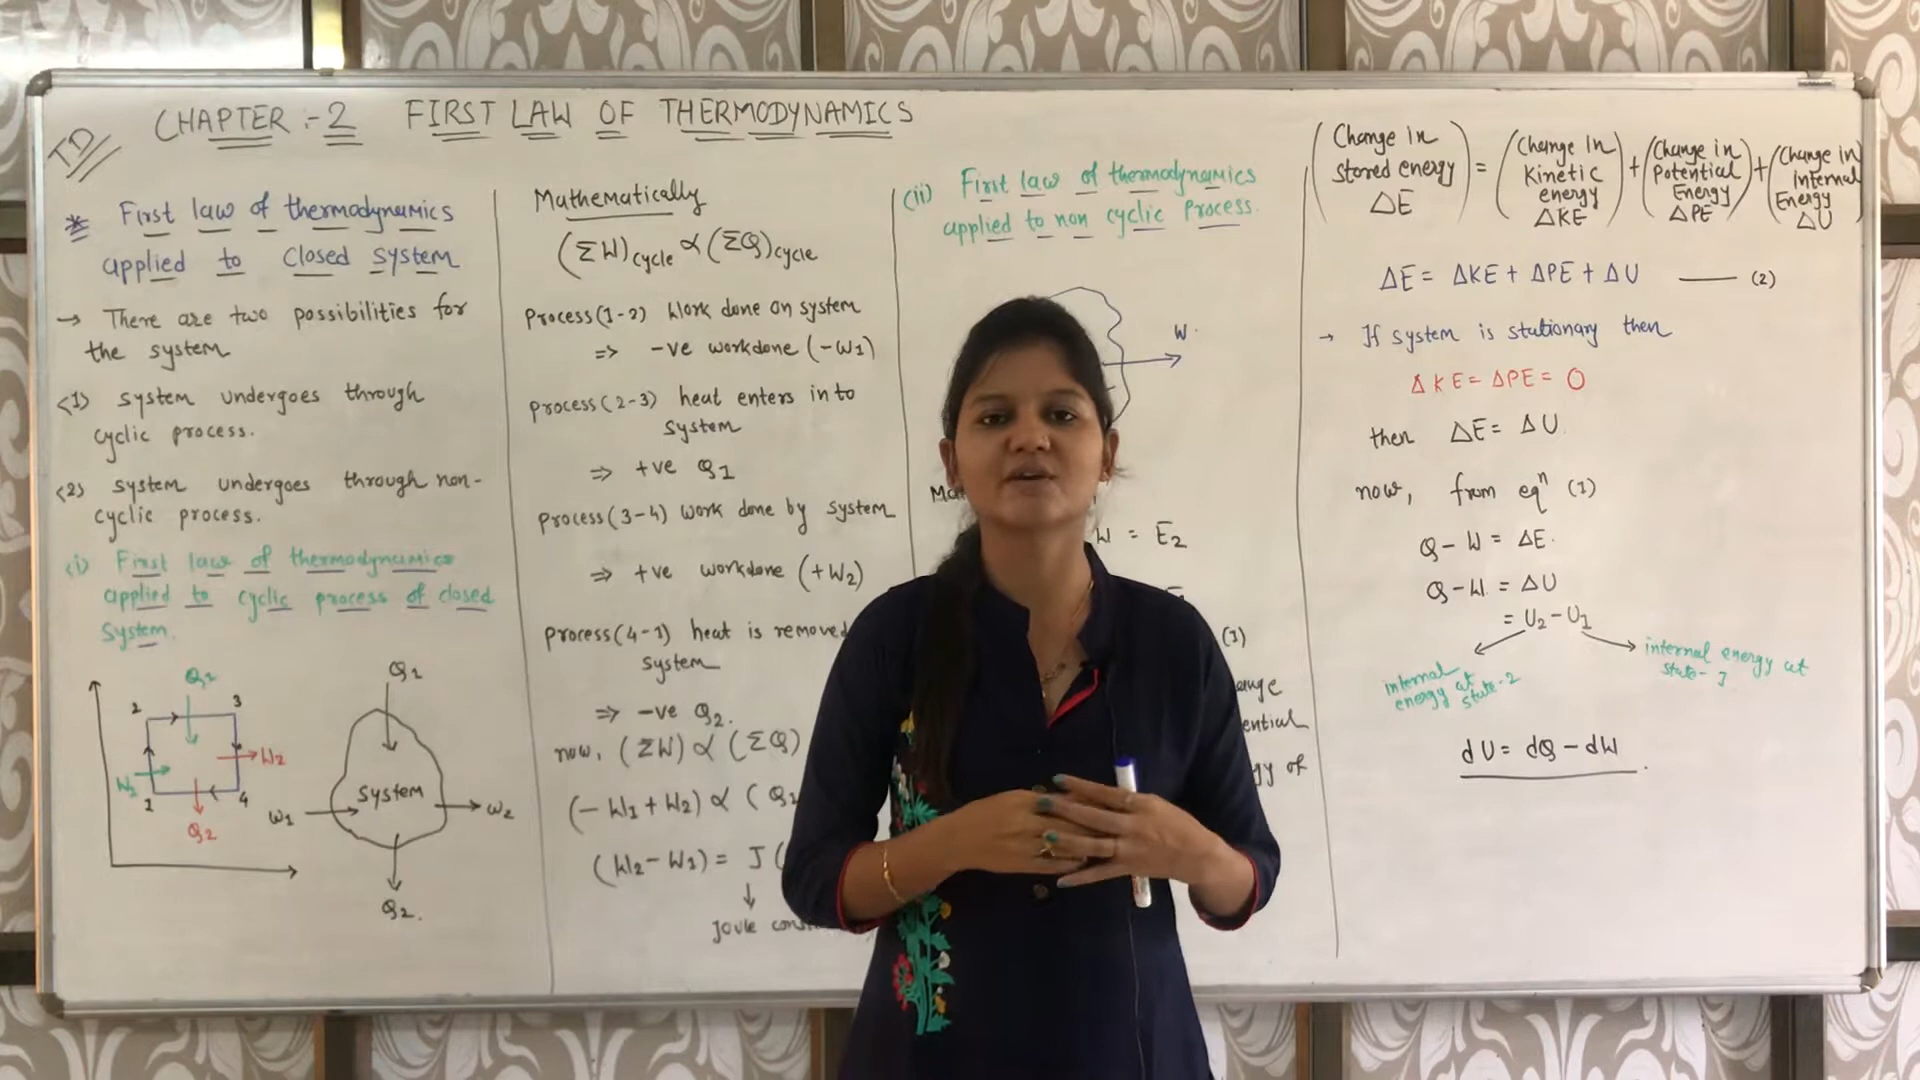 TD
CHAPTER :- 2 FIRST LAW OF THERMODYNAMICS
* First law of thermodynamics
applied to closed system
→ There are two possibilities for
the system
<1> system undergoes through
cyclic process.
<2> system undergoes through non-
cyclic process.
<i> First law of thermodynamics
applied to cyclic process of closed
system.
Q1
2
3
W2
W1
1
4
Q2
Q1
System
W1
W2
Q2.
Mathematically
(ΣW)cycle ∝ (ΣQ)cycle
Process(1-2) Work done on system
=> -ve workdone (-W1)
process(2-3) heat enters in to
system
=> +ve Q1
process(3-4) work done by system
=> +ve workdone (+W2)
process(4-1) heat is removed
system
=> -ve Q2.
now, (ΣW) ∝ (ΣQ)
(-W1+W2) ∝ (Q1
(W2-W1) = J(
↓
Joule
(ii) First law of thermodynamics
applied to non cyclic process.
W
W = E2
(1)
of
(Change in stored energy ΔE) = (Change in Kinetic energy ΔKE) + (Change in Potential Energy ΔPE) + (Change in internal Energy ΔU)
ΔE = ΔKE + ΔPE + ΔU —— (2)
→ If system is stationary then
ΔKE = ΔPE = 0
then ΔE = ΔU.
now, from eqn (1)
Q - W = ΔE.
Q - W = ΔU
= U2 - U1
internal
energy at
state-2
internal energy at
state-1
dU = dQ - dW